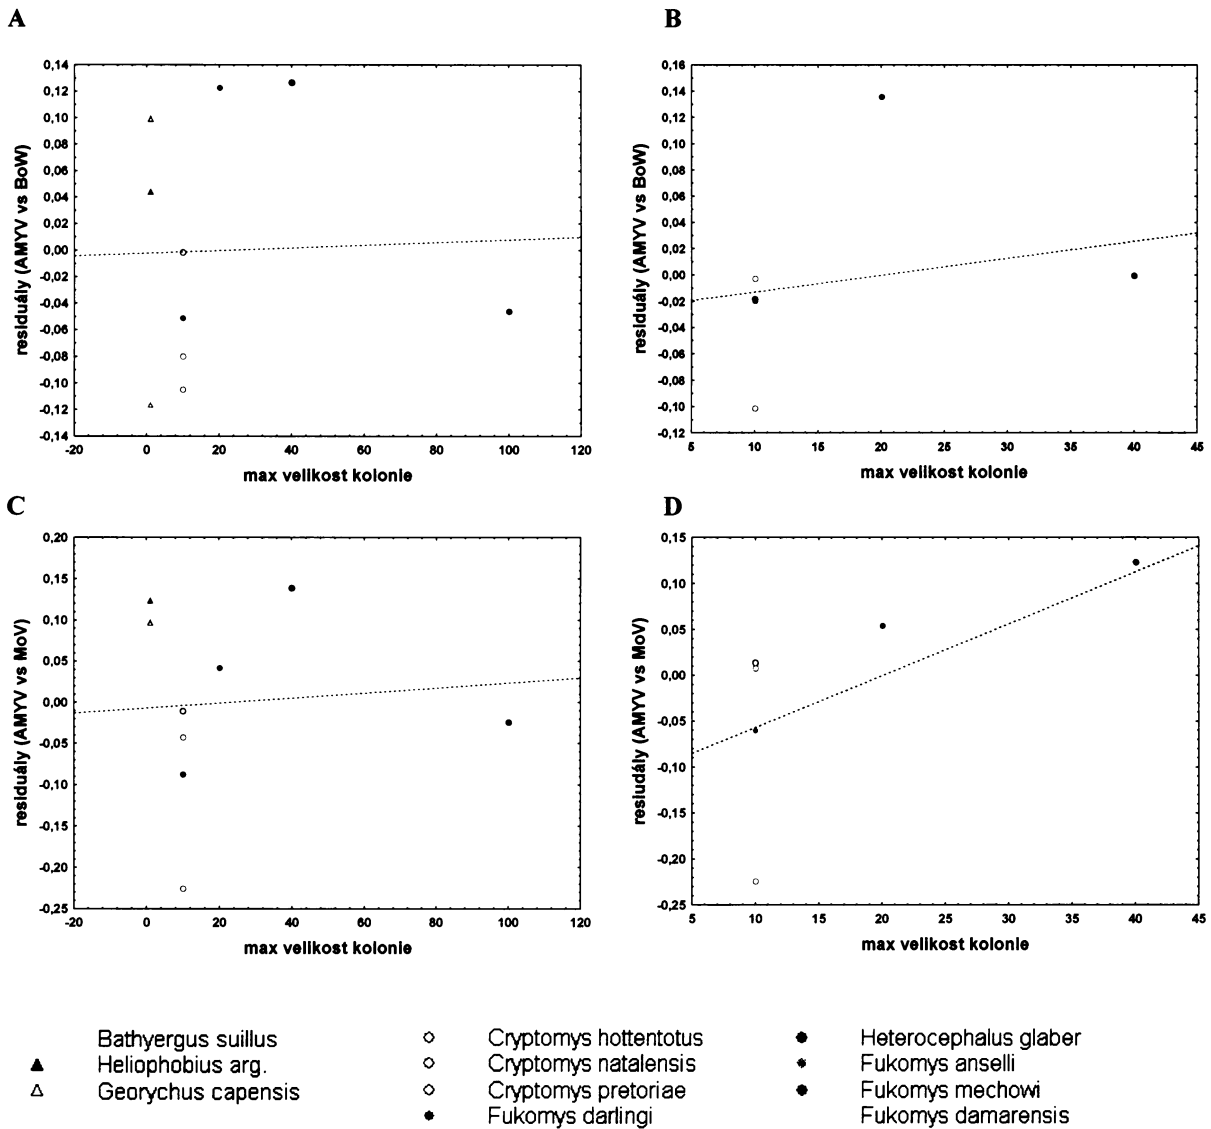 A
B
0,14
0,12
0,10
0,08
0,06
0,04
0,02
0,00
-0,02
-0,04
-0,06
-0,08
-0,10
-0,12
-0,14
residuály (AMYV vs BoW)
-20 0 20 40 60 80 100 120
max velikost kolonie
0,16
0,14
0,12
0,10
0,08
0,06
0,04
0,02
0,00
-0,02
-0,04
-0,06
-0,08
-0,10
-0,12
residuály (AMYV vs BoW)
5 10 15 20 25 30 35 40 45
max velikost kolonie
C
D
0,20
0,15
0,10
0,05
0,00
-0,05
-0,10
-0,15
-0,20
-0,25
residuály (AMYV vs MoV)
-20 0 20 40 60 80 100 120
max velikost kolonie
0,15
0,10
0,05
0,00
-0,05
-0,10
-0,15
-0,20
-0,25
resiudály (AMYV vs MoV)
5 10 15 20 25 30 35 40 45
max velikost kolonie
Bathyergus suillus
Heliophobius arg.
Georychus capensis
Cryptomys hottentotus
Cryptomys natalensis
Cryptomys pretoriae
Fukomys darlingi
Heterocephalus glaber
Fukomys anselli
Fukomys mechowi
Fukomys damarensis